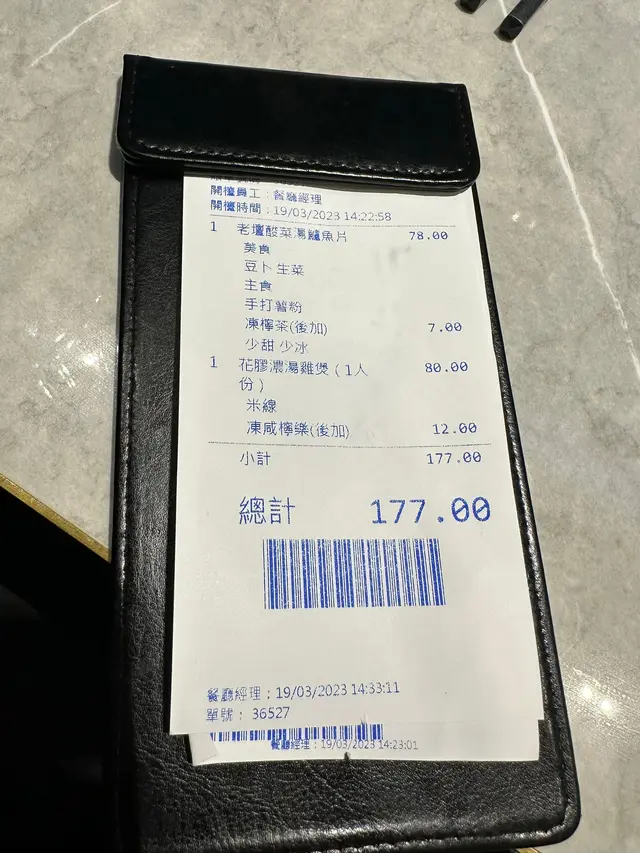 開檯員工：餐廳經理
開檯時間：19/03/2023 14:22:58
1 老壇酸菜湯鱸魚片 78.00
美食
豆卜 生菜
主食
手打薯粉
凍檸茶(後加) 7.00
少甜 少冰
1 花膠濃湯雞煲（1人
份）80.00
米線
凍咸檸樂(後加) 12.00
小計 177.00
總計 177.00
餐廳經理：19/03/2023 14:33:11
單號： 36527
餐廳經理：19/03/2023 14:23:01